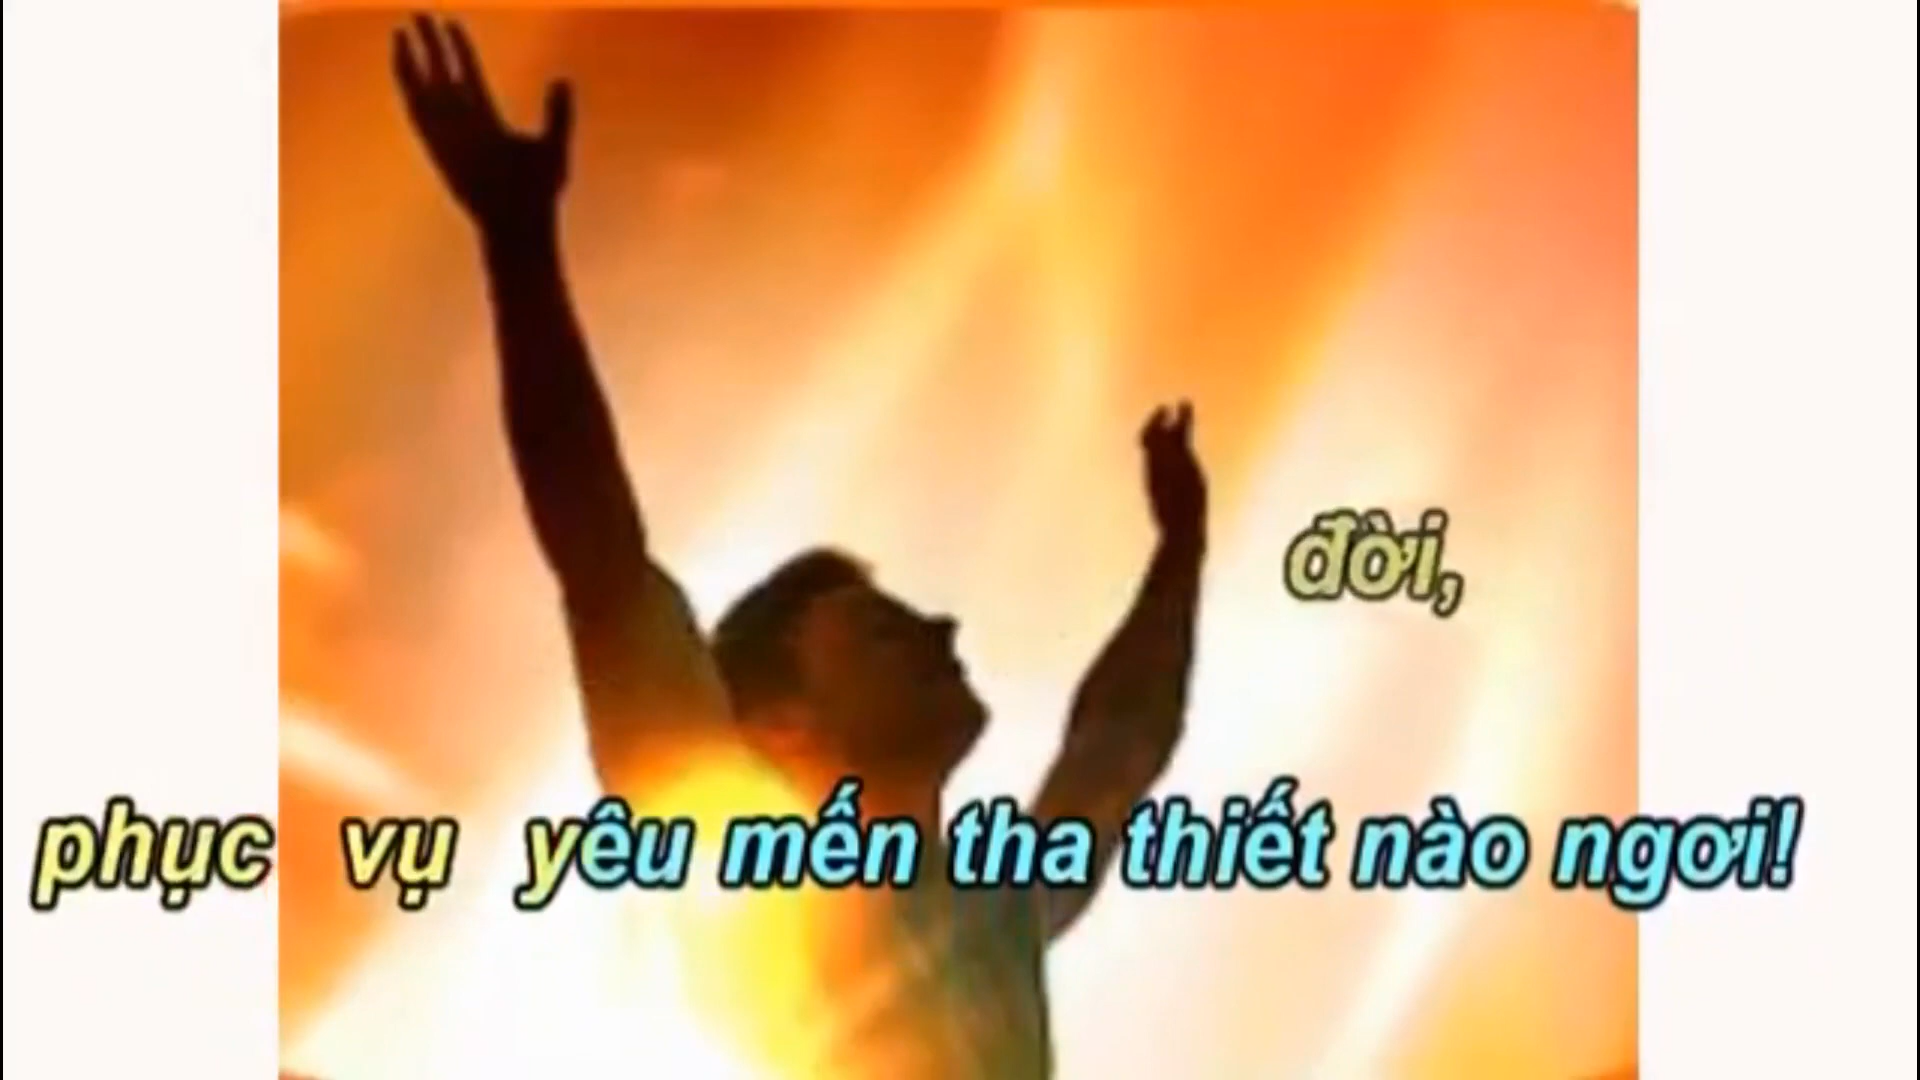 đời,
phục vụ yêu mến tha thiết nào ngơi!